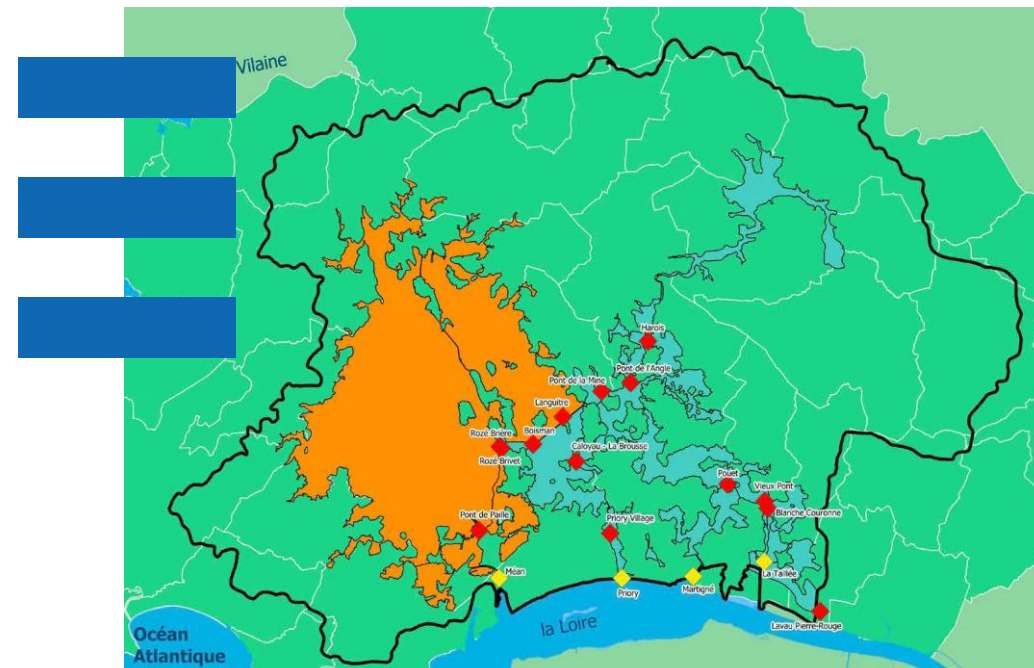 Vilaine
Harois
Pont de l'Angle
Pont de la Mine
Languitre
Rozé Brière
Boisman
Caloyau - La Brousse
Rozé Brivet
Pouet
Vieux Pont
Blanche Couronne
Pont de Paille
Priory Village
Méan
La Taillée
Priory
Martigné
Lavau Pierre-Rouge
la Loire
Océan
Atlantique